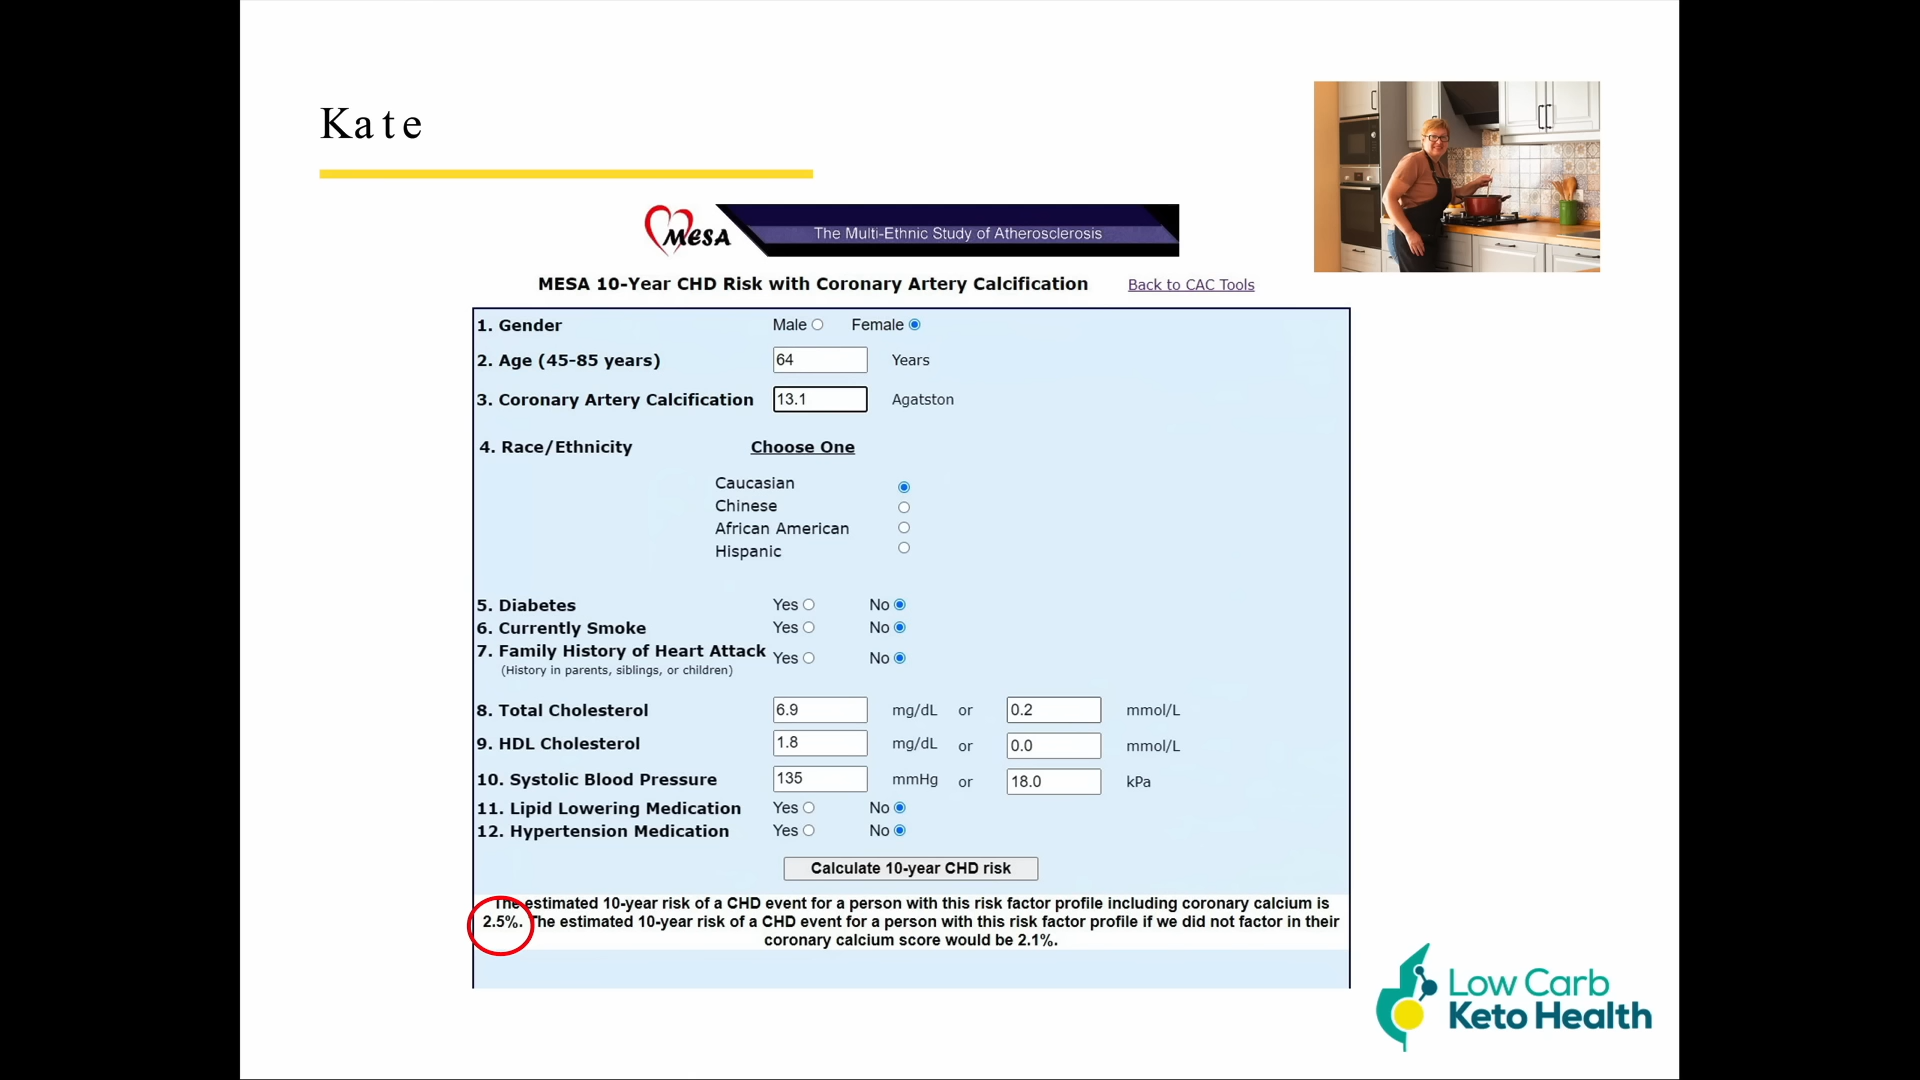 Kate
MESA
The Multi-Ethnic Study of Atherosclerosis
MESA 10-Year CHD Risk with Coronary Artery Calcification Back to CAC Tools
1. Gender Male Female
2. Age (45-85 years) 64 Years
3. Coronary Artery Calcification 13.1 Agatston
4. Race/Ethnicity Choose One
Caucasian
Chinese
African American
Hispanic
5. Diabetes Yes No
6. Currently Smoke Yes No
7. Family History of Heart Attack Yes No
(History in parents, siblings, or children)
8. Total Cholesterol 6.9 mg/dL or 0.2 mmol/L
9. HDL Cholesterol 1.8 mg/dL or 0.0 mmol/L
10. Systolic Blood Pressure 135 mmHg or 18.0 kPa
11. Lipid Lowering Medication Yes No
12. Hypertension Medication Yes No
Calculate 10-year CHD risk
The estimated 10-year risk of a CHD event for a person with this risk factor profile including coronary calcium is
2.5%. The estimated 10-year risk of a CHD event for a person with this risk factor profile if we did not factor in their
coronary calcium score would be 2.1%.
Low Carb
Keto Health